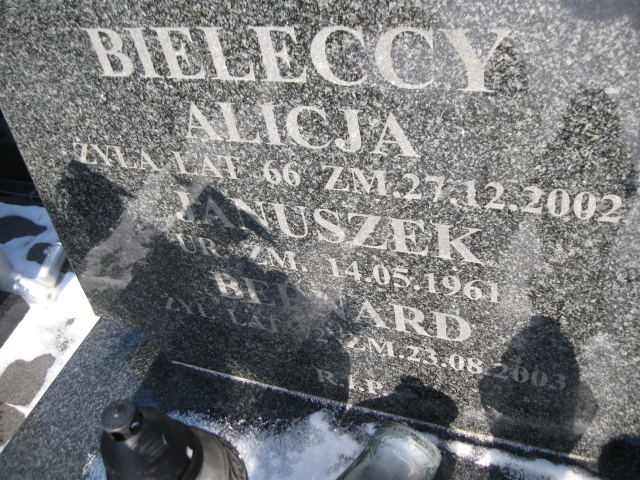 BIELECCY
ALICJA
ŻYŁA LAT 66 ZM.27.12.2002
JANUSZEK
UR. ZM. 14.05.1961
BERNARD
ŻYŁ LAT ZM.23.08.2003
R.I.P.